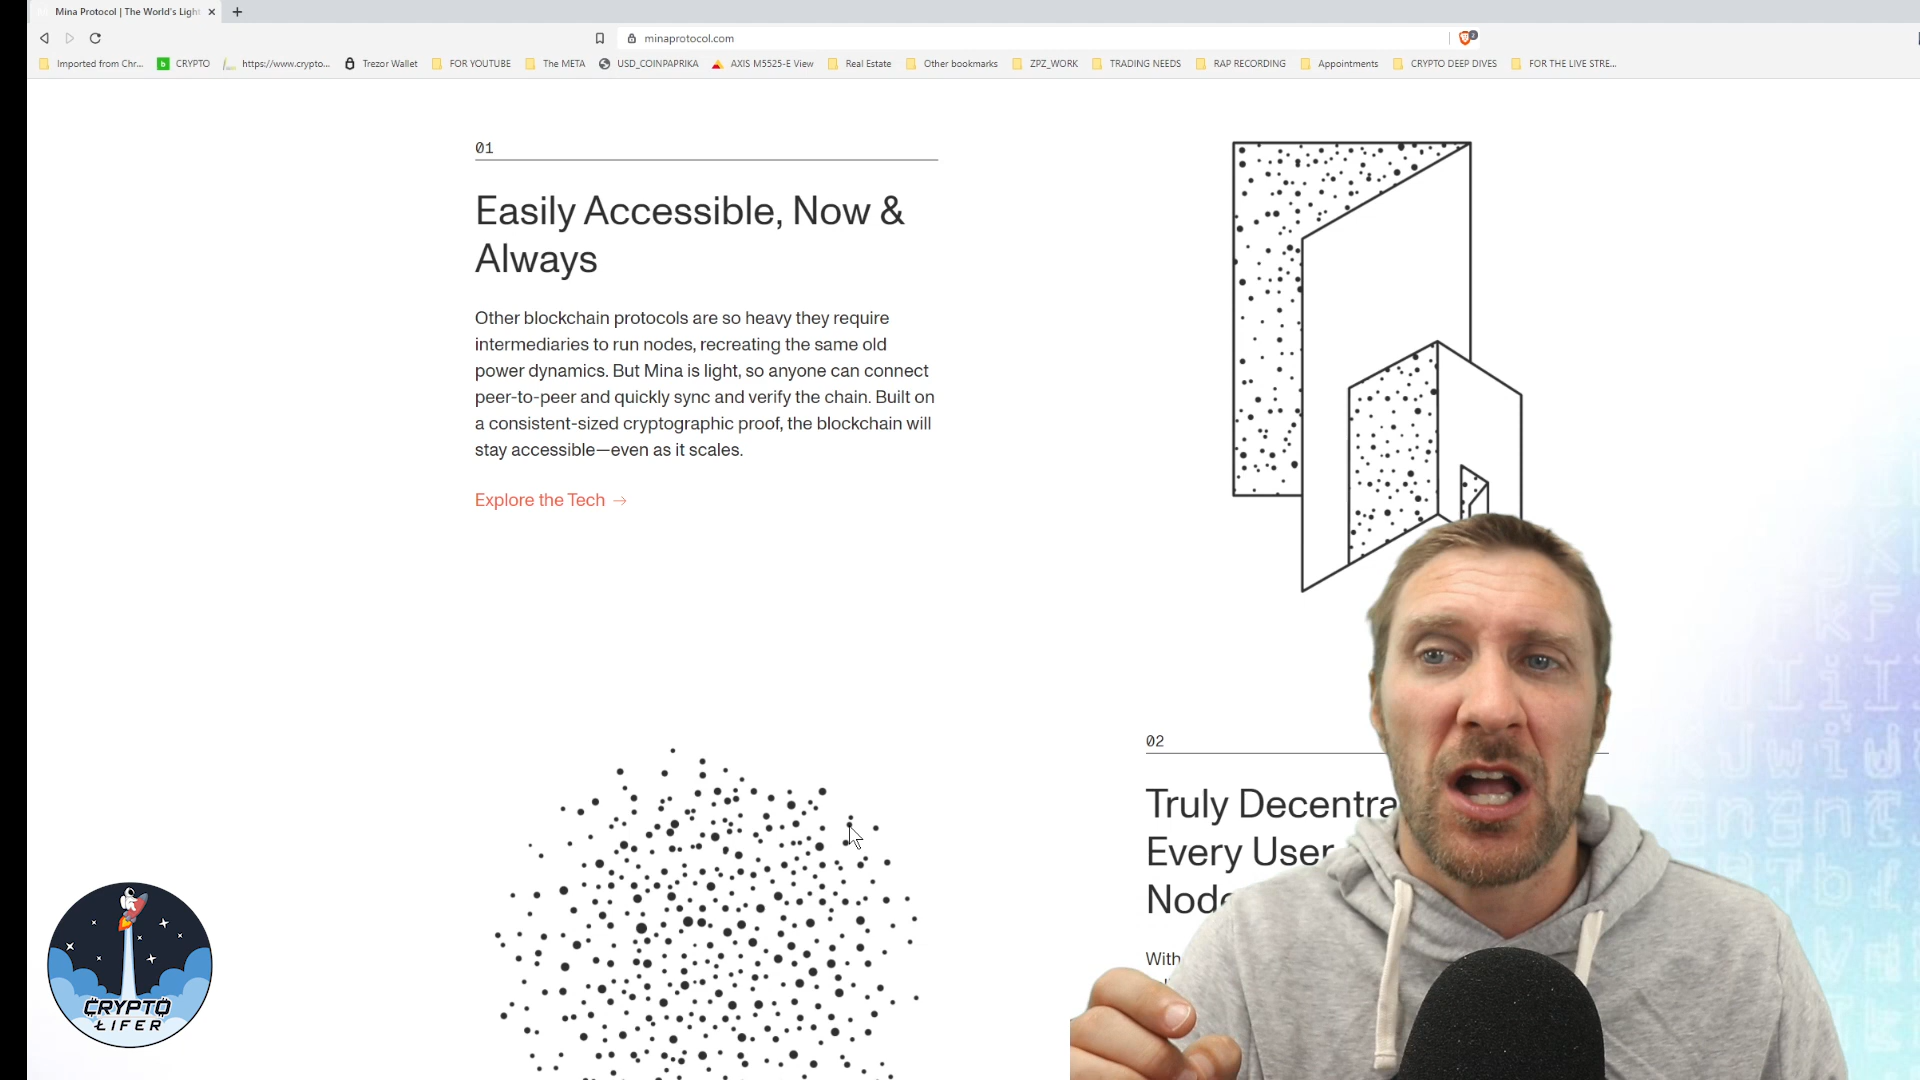 Mina Protocol | The World's Ligh
minaprotocol.com
2
Imported from Chr...
CRYPTO
https://www.crypto...
Trezor Wallet
FOR YOUTUBE
The META
USD_COINPAPRIKA
AXIS M5525-E View
Real Estate
Other bookmarks
ZPZ_WORK
TRADING NEEDS
RAP RECORDING
Appointments
CRYPTO DEEP DIVES
FOR THE LIVE STRE...
01
Easily Accessible, Now &
Always
Other blockchain protocols are so heavy they require
intermediaries to run nodes, recreating the same old
power dynamics. But Mina is light, so anyone can connect
peer-to-peer and quickly sync and verify the chain. Built on
a consistent-sized cryptographic proof, the blockchain will
stay accessible—even as it scales.
Explore the Tech →
02
Truly Decentra
Every User
Node
With
CRYPTO
ŁIFER